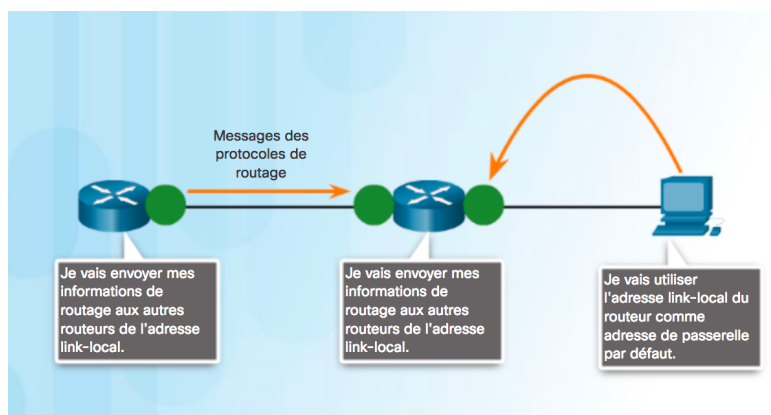 Messages des
protocoles de
routage
Je vais envoyer mes
informations de
routage aux autres
routeurs de l'adresse
link-local.
Je vais envoyer mes
informations de
routage aux autres
routeurs de l'adresse
link-local.
Je vais utiliser
l'adresse link-local du
routeur comme
adresse de passerelle
par défaut.